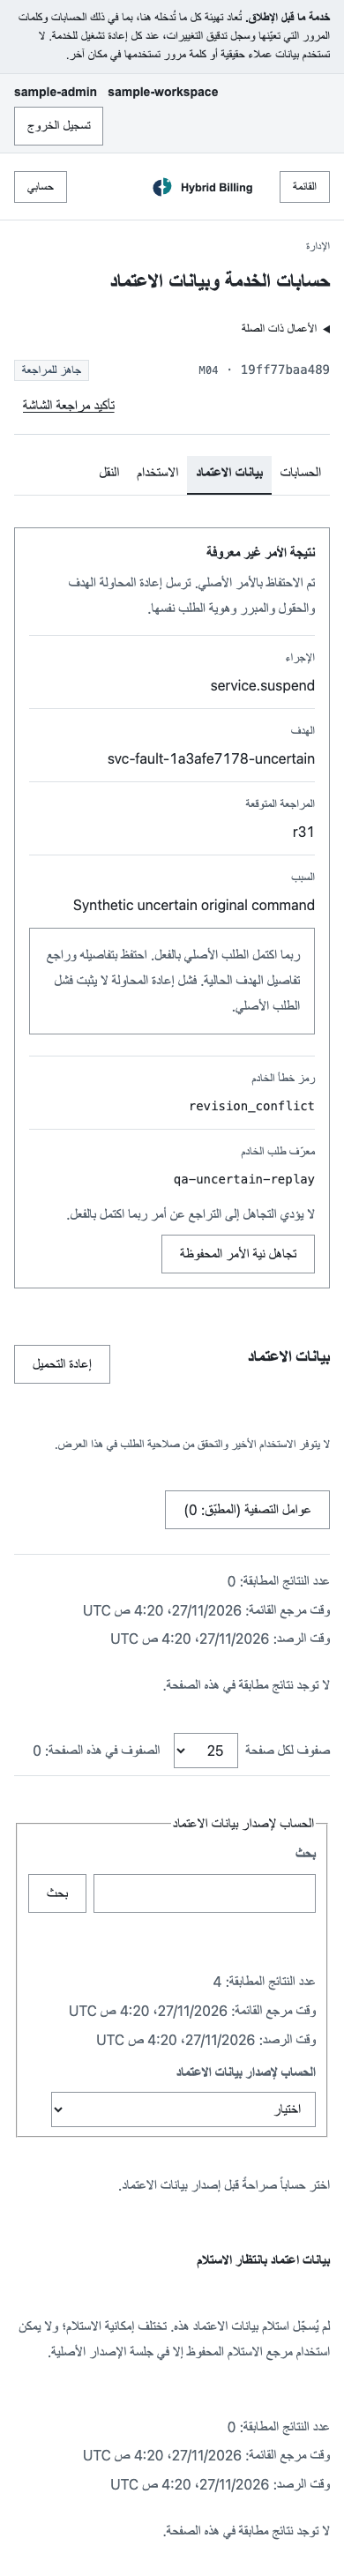 خدمة ما قبل الإطلاق. تُعاد تهيئة كل ما تُدخله هنا، بما في ذلك الحسابات وكلمات
المرور التي تعيّنها وسجل تدقيق التغييرات، عند كل إعادة تشغيل للخدمة. لا
تستخدم بيانات عملاء حقيقية أو كلمة مرور تستخدمها في مكان آخر.
sample-admin sample-workspace
تسجيل الخروج
القائمة
Hybrid Billing
حسابي
الإدارة
حسابات الخدمة وبيانات الاعتماد
◀ الأعمال ذات الصلة
M04 · 19ff77baa489
جاهز للمراجعة
تأكيد مراجعة الشاشة
الحسابات بيانات الاعتماد الاستخدام النقل
نتيجة الأمر غير معروفة
تم الاحتفاظ بالأمر الأصلي. ترسل إعادة المحاولة الهدف
والحقول والمبرر وهوية الطلب نفسها.
الإجراء
service.suspend
الهدف
svc-fault-1a3afe7178-uncertain
المراجعة المتوقعة
r31
السبب
Synthetic uncertain original command
ربما اكتمل الطلب الأصلي بالفعل. احتفظ بتفاصيله وراجع
تفاصيل الهدف الحالية. فشل إعادة المحاولة لا يثبت فشل
الطلب الأصلي.
رمز خطأ الخادم
revision_conflict
معرّف طلب الخادم
qa-uncertain-replay
لا يؤدي التجاهل إلى التراجع عن أمر ربما اكتمل بالفعل.
تجاهل نية الأمر المحفوظة
بيانات الاعتماد
إعادة التحميل
لا يتوفر الاستخدام الأخير والتحقق من صلاحية الطلب في هذا العرض.
عوامل التصفية (المطبّق: 0)
عدد النتائج المطابقة: 0
وقت مرجع القائمة: 27/11/2026، 4:20 ص UTC
وقت الرصد: 27/11/2026، 4:20 ص UTC
لا توجد نتائج مطابقة في هذه الصفحة.
صفوف لكل صفحة 25 الصفوف في هذه الصفحة: 0
الحساب لإصدار بيانات الاعتماد
بحث
بحث
عدد النتائج المطابقة: 4
وقت مرجع القائمة: 27/11/2026، 4:20 ص UTC
وقت الرصد: 27/11/2026، 4:20 ص UTC
الحساب لإصدار بيانات الاعتماد
اختيار
اختر حساباً صراحةً قبل إصدار بيانات الاعتماد.
بيانات اعتماد بانتظار الاستلام
لم يُسجّل استلام بيانات الاعتماد هذه. تختلف إمكانية الاستلام؛ ولا يمكن
استخدام مرجع الاستلام المحفوظ إلا في جلسة الإصدار الأصلية.
عدد النتائج المطابقة: 0
وقت مرجع القائمة: 27/11/2026، 4:20 ص UTC
وقت الرصد: 27/11/2026، 4:20 ص UTC
لا توجد نتائج مطابقة في هذه الصفحة.